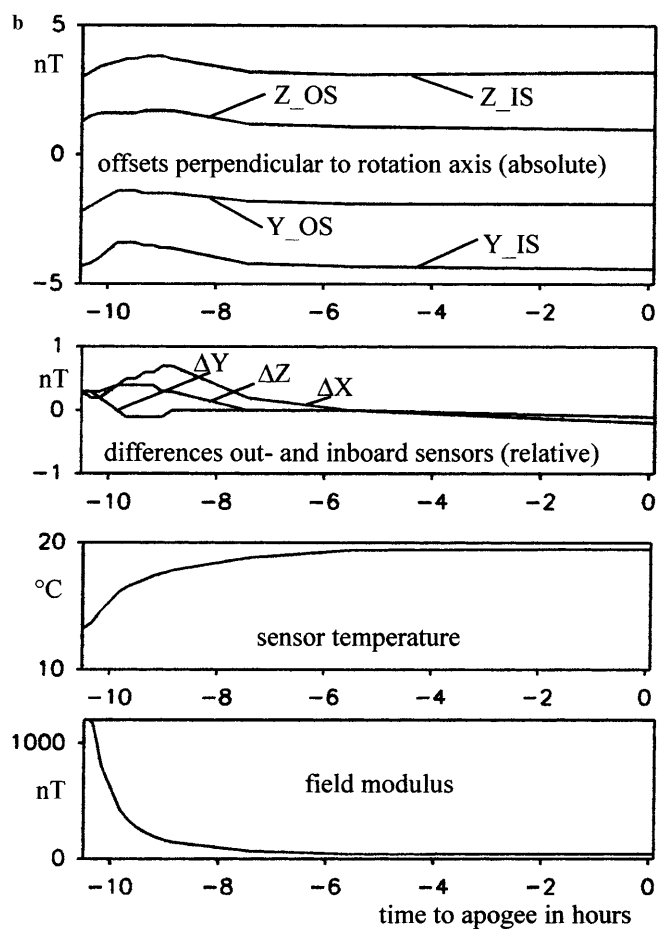 b
5
nT
Z_OS
Z_IS
0
offsets perpendicular to rotation axis (absolute)
Y_OS
Y_IS
−5
−10 −8 −6 −4 −2 0
1
nT
ΔY
ΔZ
ΔX
0
differences out- and inboard sensors (relative)
−1
−10 −8 −6 −4 −2 0
20
°C
sensor temperature
10
−10 −8 −6 −4 −2 0
1000
nT
field modulus
0
−10 −8 −6 −4 −2 0
time to apogee in hours